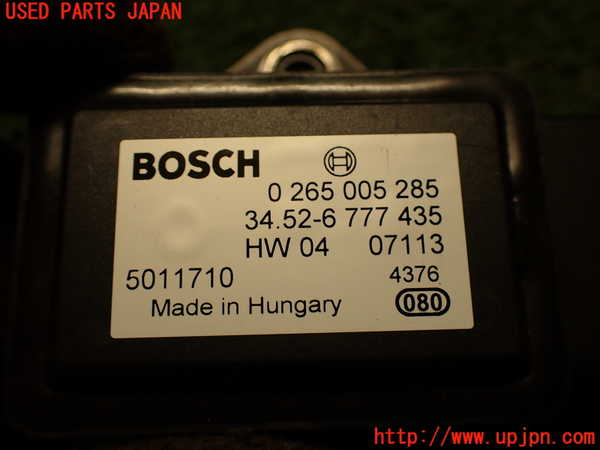 USED PARTS JAPAN
BOSCH
0 265 005 285
34.52-6 777 435
HW 04 07113
5011710 4376
Made in Hungary 080
http://www.upjpn.com/